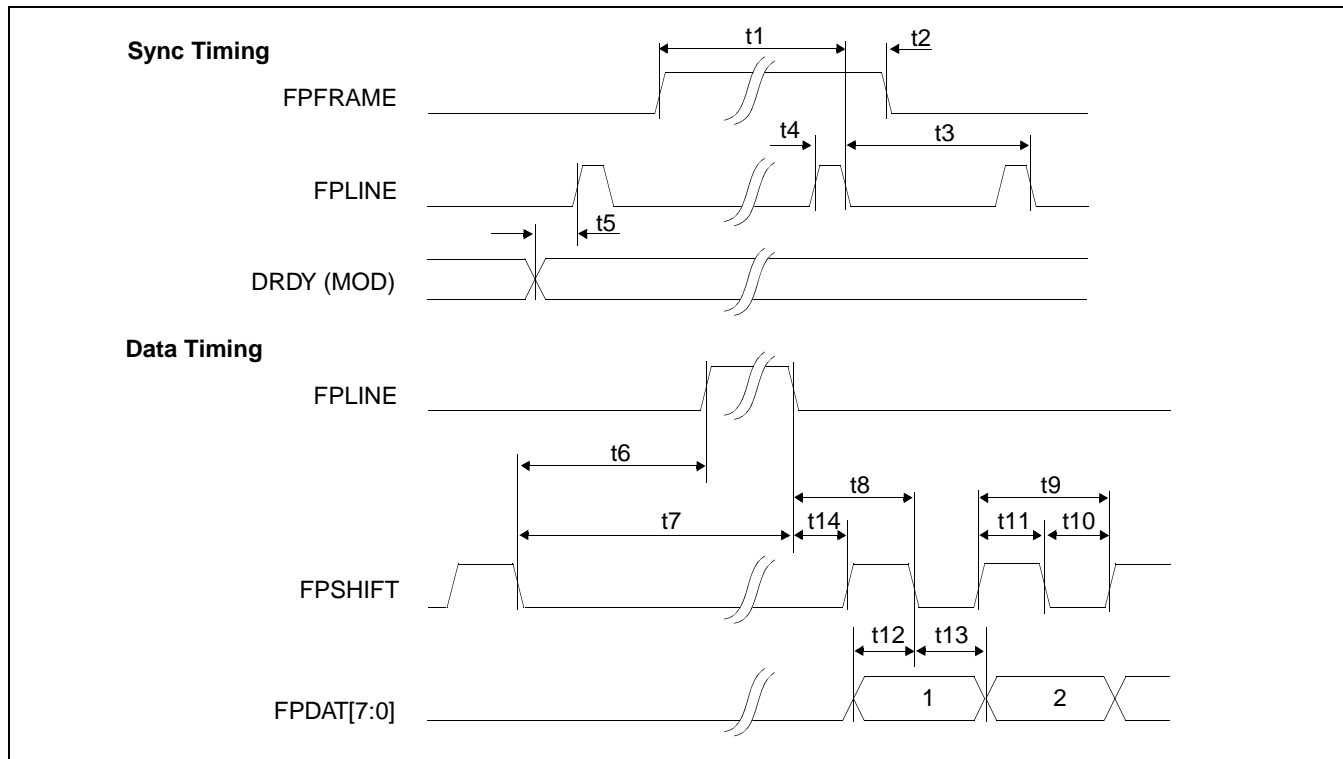 Sync Timing
t1
t2
FPFRAME
t4
t3
FPLINE
t5
DRDY (MOD)
Data Timing
FPLINE
t6
t8
t9
t7
t14
t11
t10
FPSHIFT
t12
t13
FPDAT[7:0]
1
2